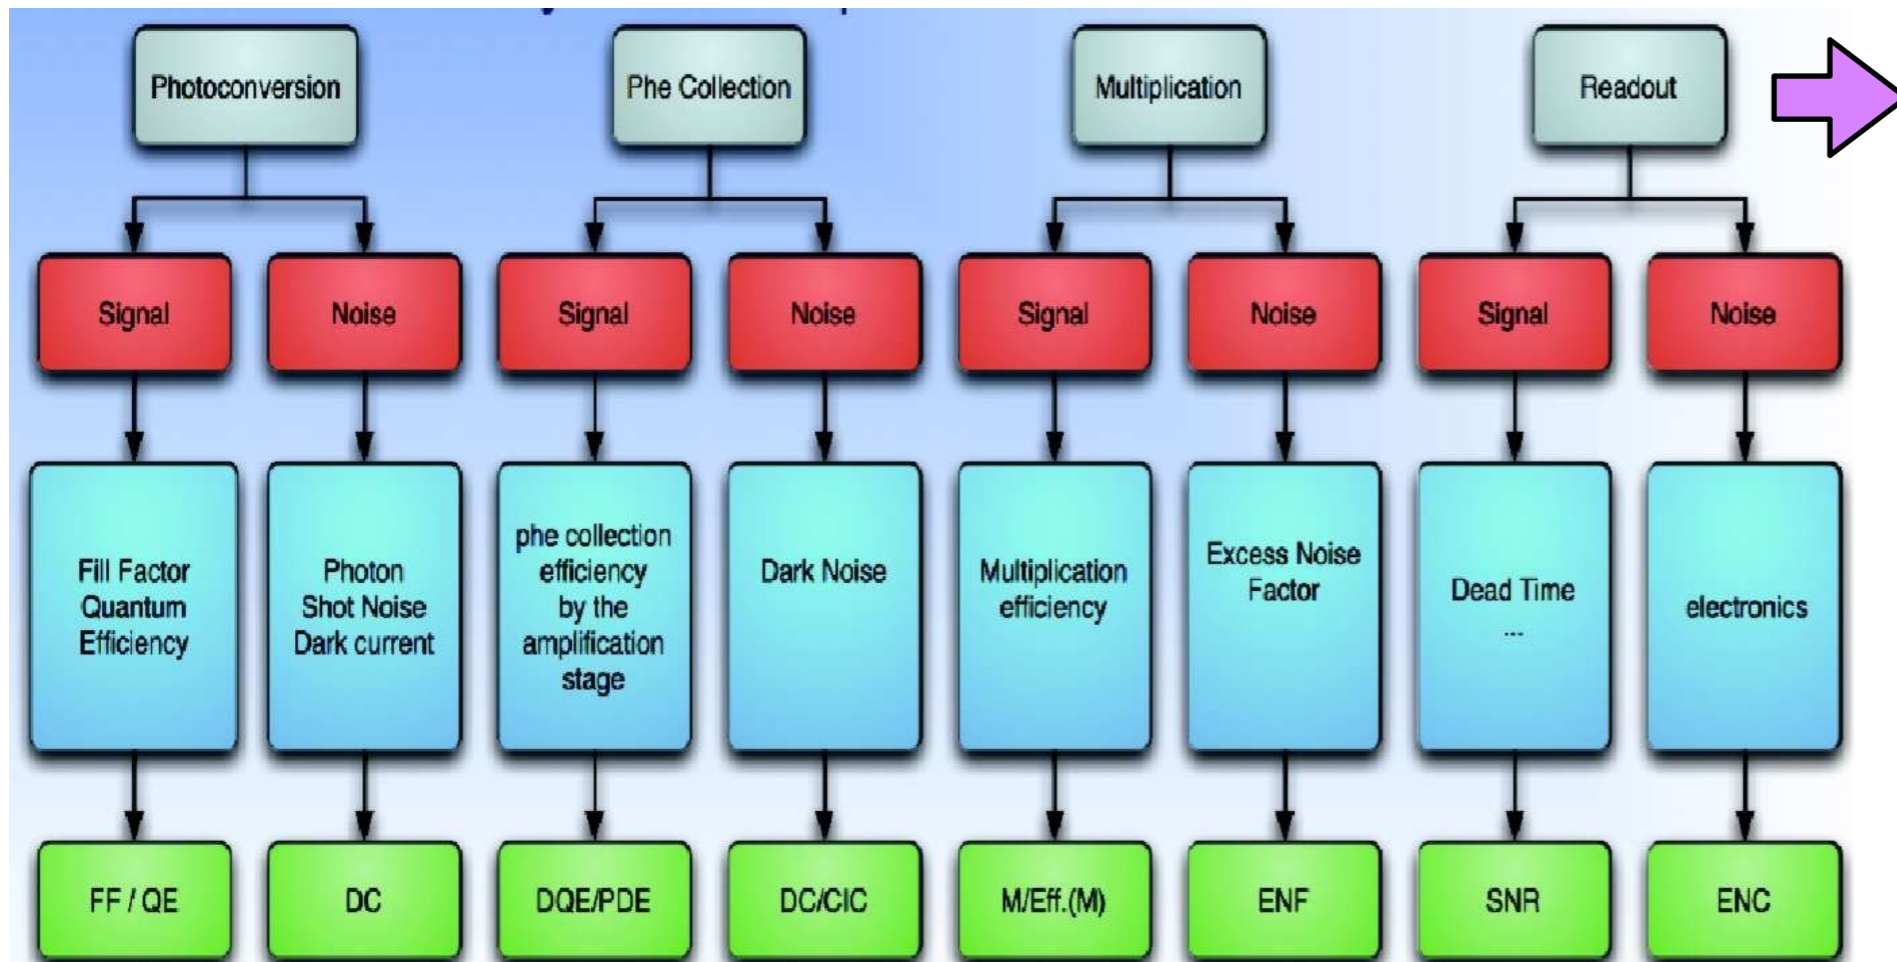 Photoconversion
Phe Collection
Multiplication
Readout
Signal
Noise
Signal
Noise
Signal
Noise
Signal
Noise
Fill Factor
Quantum
Efficiency
Photon
Shot Noise
Dark current
phe collection
efficiency
by the
amplification
stage
Dark Noise
Multiplication
efficiency
Excess Noise
Factor
Dead Time
...
electronics
FF / QE
DC
DQE/PDE
DC/CIC
M/Eff.(M)
ENF
SNR
ENC